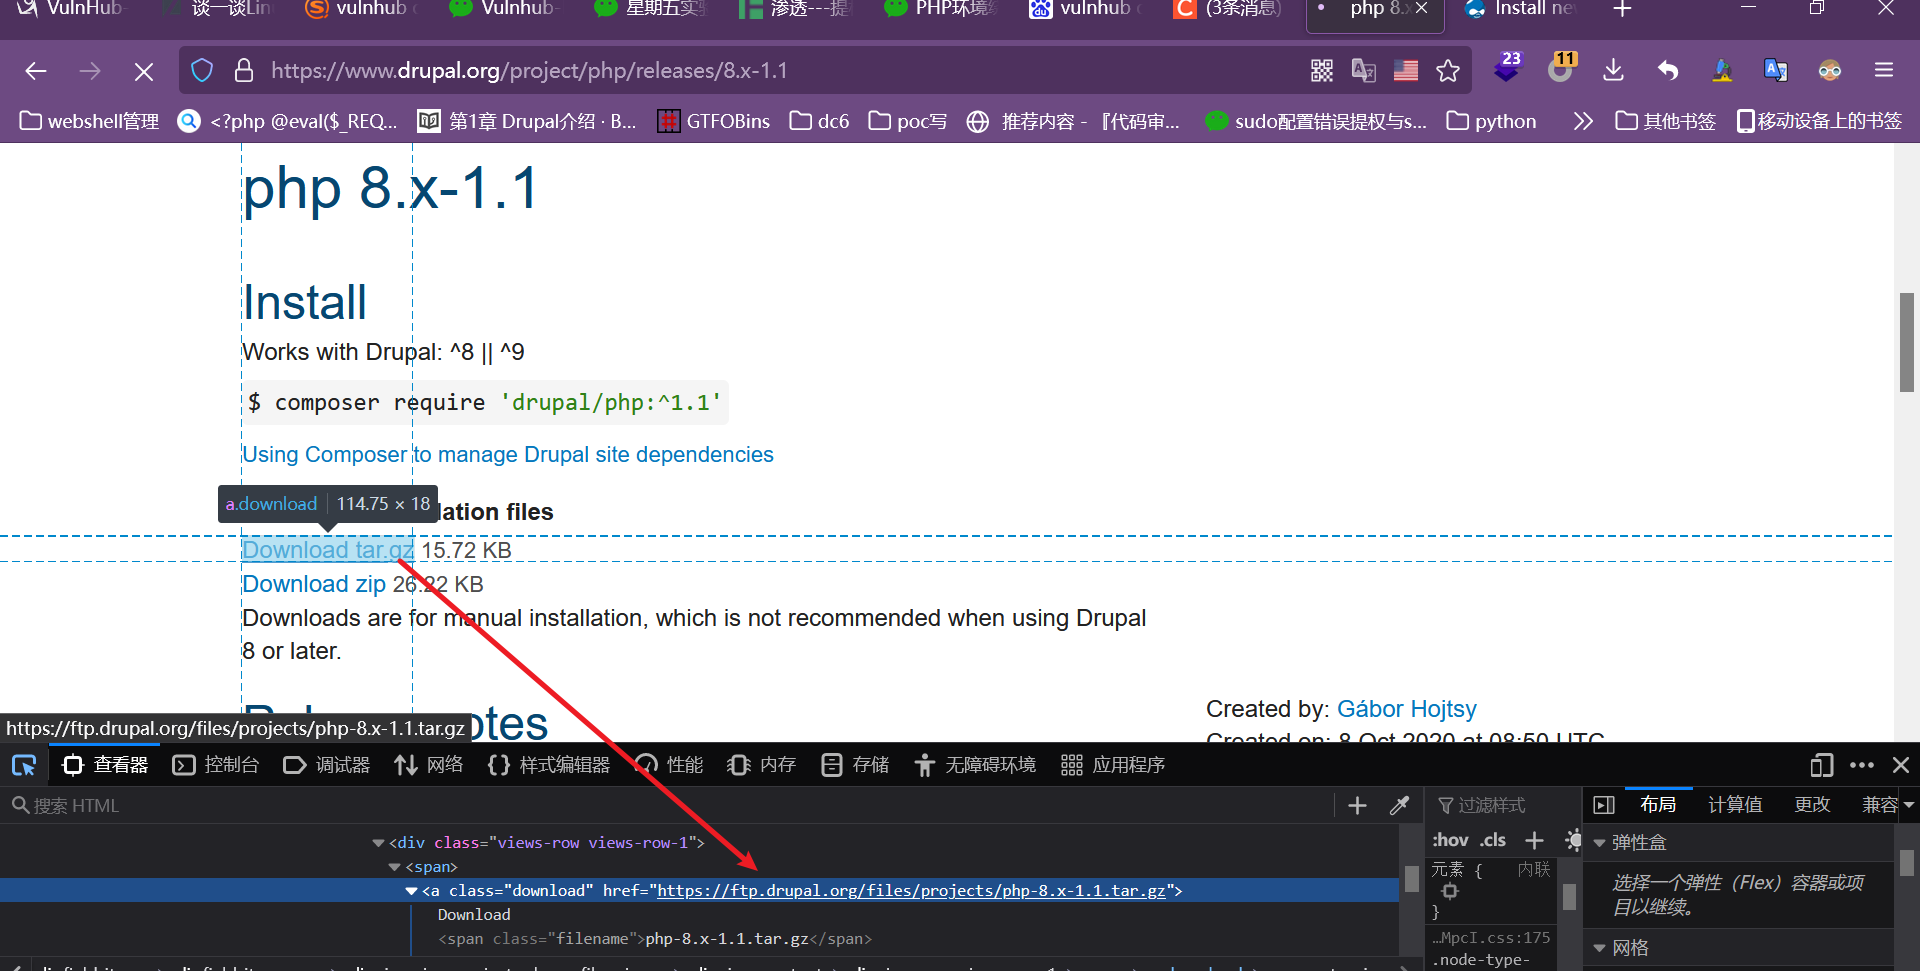 VulnHub-
谈一谈Lin
vulnhub
Vulnhub-
星期五实
渗透---提
PHP环境
vulnhub
(3条消息)
php 8.x
Install ne
https://www.drupal.org/project/php/releases/8.x-1.1
23
11
webshell管理
<?php @eval($_REQ...
第1章 Drupal介绍 · B...
GTFOBins
dc6
poc写
推荐内容 - 『代码审...
sudo配置错误提权与s...
python
其他书签
移动设备上的书签
php 8.x-1.1
Install
Works with Drupal: ^8 || ^9
$ composer require 'drupal/php:^1.1'
Using Composer to manage Drupal site dependencies
a.download | 114.75 × 18
lation files
Download tar.gz 15.72 KB
Download zip 26.22 KB
Downloads are for manual installation, which is not recommended when using Drupal
8 or later.
otes
Created by: Gábor Hojtsy
Created on: 8 Oct 2020 at 08:50 UTC
https://ftp.drupal.org/files/projects/php-8.x-1.1.tar.gz
查看器
控制台
调试器
网络
样式编辑器
性能
内存
存储
无障碍环境
应用程序
搜索 HTML
过滤样式
布局
计算值
更改
兼容
:hov .cls
<div class="views-row views-row-1">
<span>
<a class="download" href="https://ftp.drupal.org/files/projects/php-8.x-1.1.tar.gz">
Download
<span class="filename">php-8.x-1.1.tar.gz</span>
元素 {
内联
}
…MpcI.css:175
.node-type-
弹性盒
选择一个弹性（Flex）容器或项
目以继续。
网格